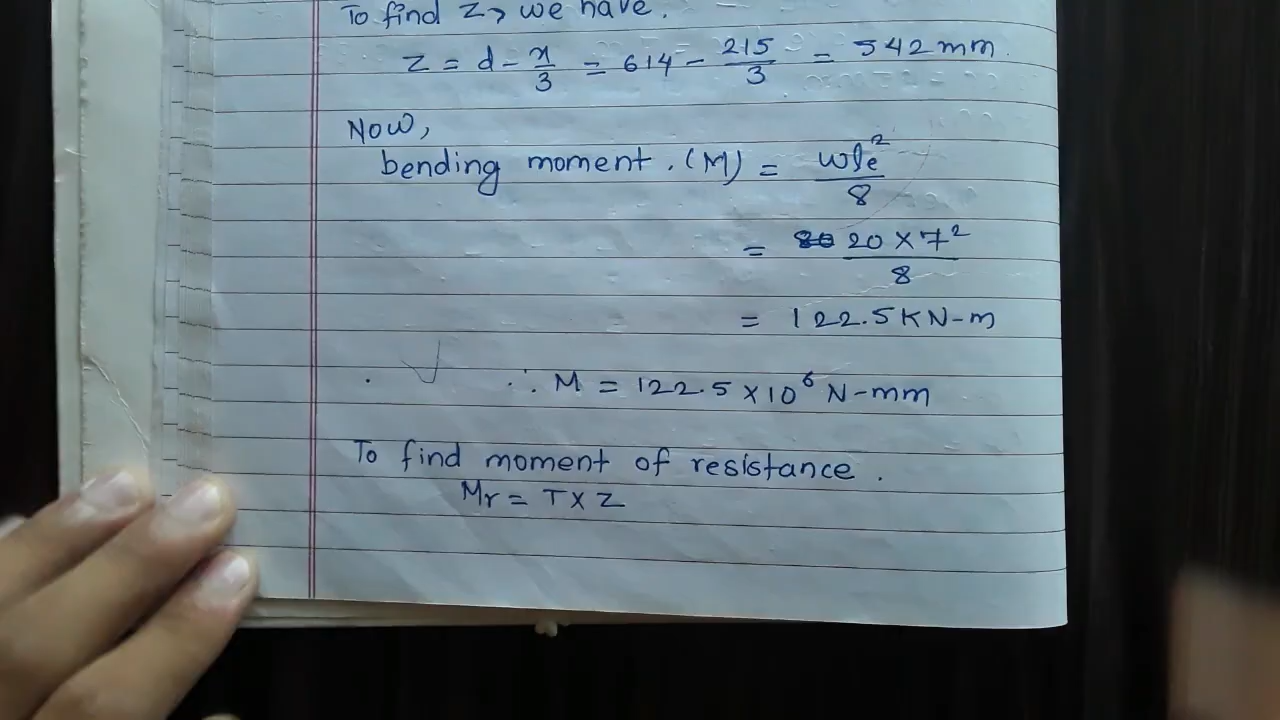 To find Z, we have.
Z = d - x/3 = 614 - 215/3 = 542 mm.
Now,
bending moment. (M) = wle²/8
= 20 × 7²/8
= 122.5 KN-m
∴ M = 122.5 × 10⁶ N-mm
To find moment of resistance.
Mr = T × Z